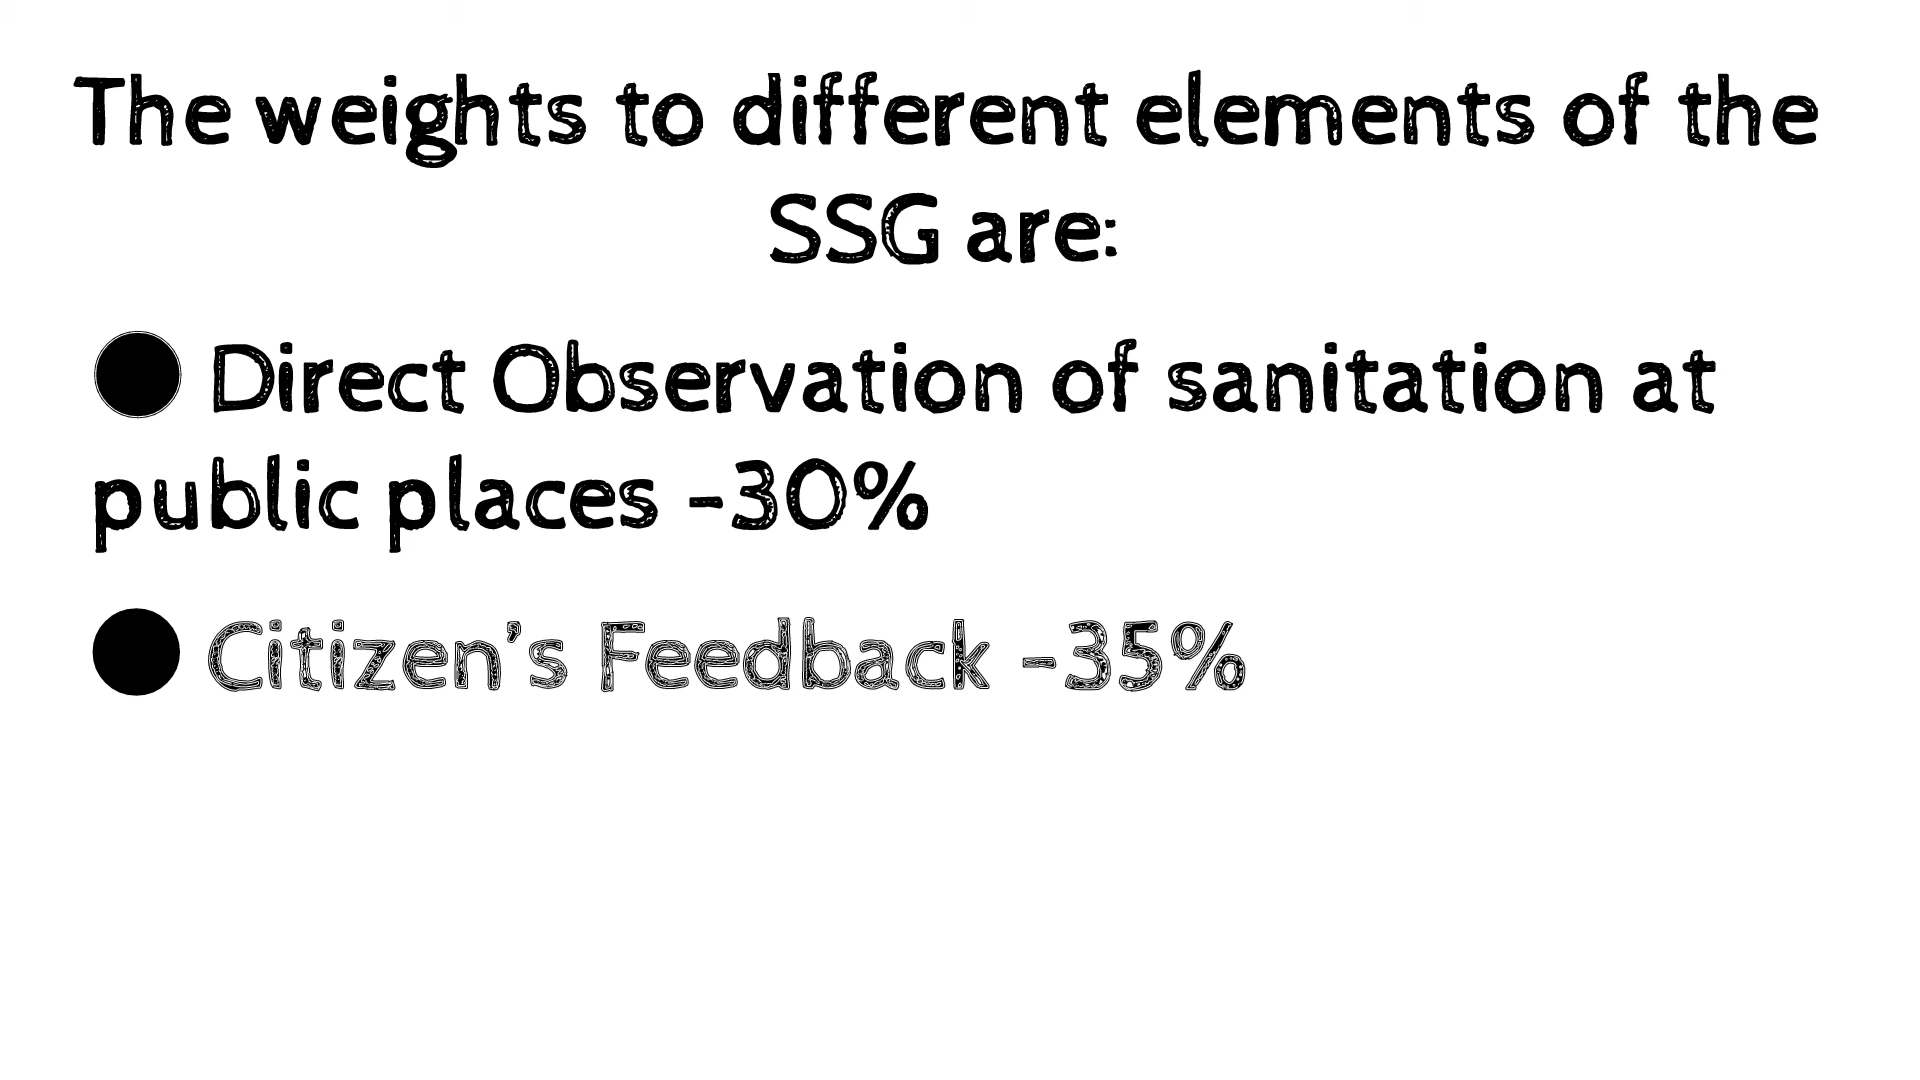 The weights to different elements of the
SSG are:
● Direct Observation of sanitation at
public places -30%
● Citizen’s Feedback -35%